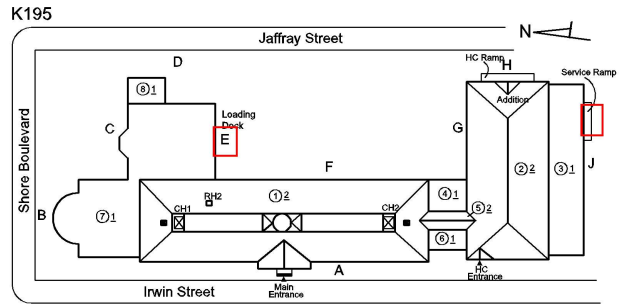 K195
Jaffray Street
N
HC Ramp
H
Service Ramp
D
8 1
Addition
Loading
Dock
E
C
G
Shore Boulevard
F
2 2
3 1
J
1 2
RH2
4 1
CH1
CH2
5 2
B
7 1
6 1
A
HC
Entrance
Main
Entrance
Irwin Street